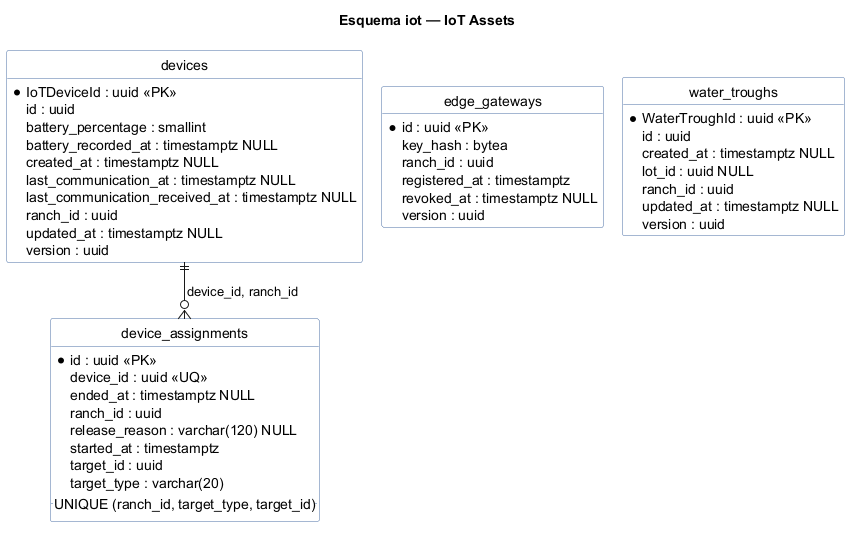 Esquema iot — IoT Assets
devices
IoTDeviceId : uuid «PK»
id : uuid
battery_percentage : smallint
battery_recorded_at : timestamptz NULL
created_at : timestamptz NULL
last_communication_at : timestamptz NULL
last_communication_received_at : timestamptz NULL
ranch_id : uuid
updated_at : timestamptz NULL
version : uuid
edge_gateways
id : uuid «PK»
key_hash : bytea
ranch_id : uuid
registered_at : timestamptz
revoked_at : timestamptz NULL
version : uuid
water_troughs
WaterTroughId : uuid «PK»
id : uuid
created_at : timestamptz NULL
lot_id : uuid NULL
ranch_id : uuid
updated_at : timestamptz NULL
version : uuid
device_id, ranch_id
device_assignments
id : uuid «PK»
device_id : uuid «UQ»
ended_at : timestamptz NULL
ranch_id : uuid
release_reason : varchar(120) NULL
started_at : timestamptz
target_id : uuid
target_type : varchar(20)
UNIQUE (ranch_id, target_type, target_id)